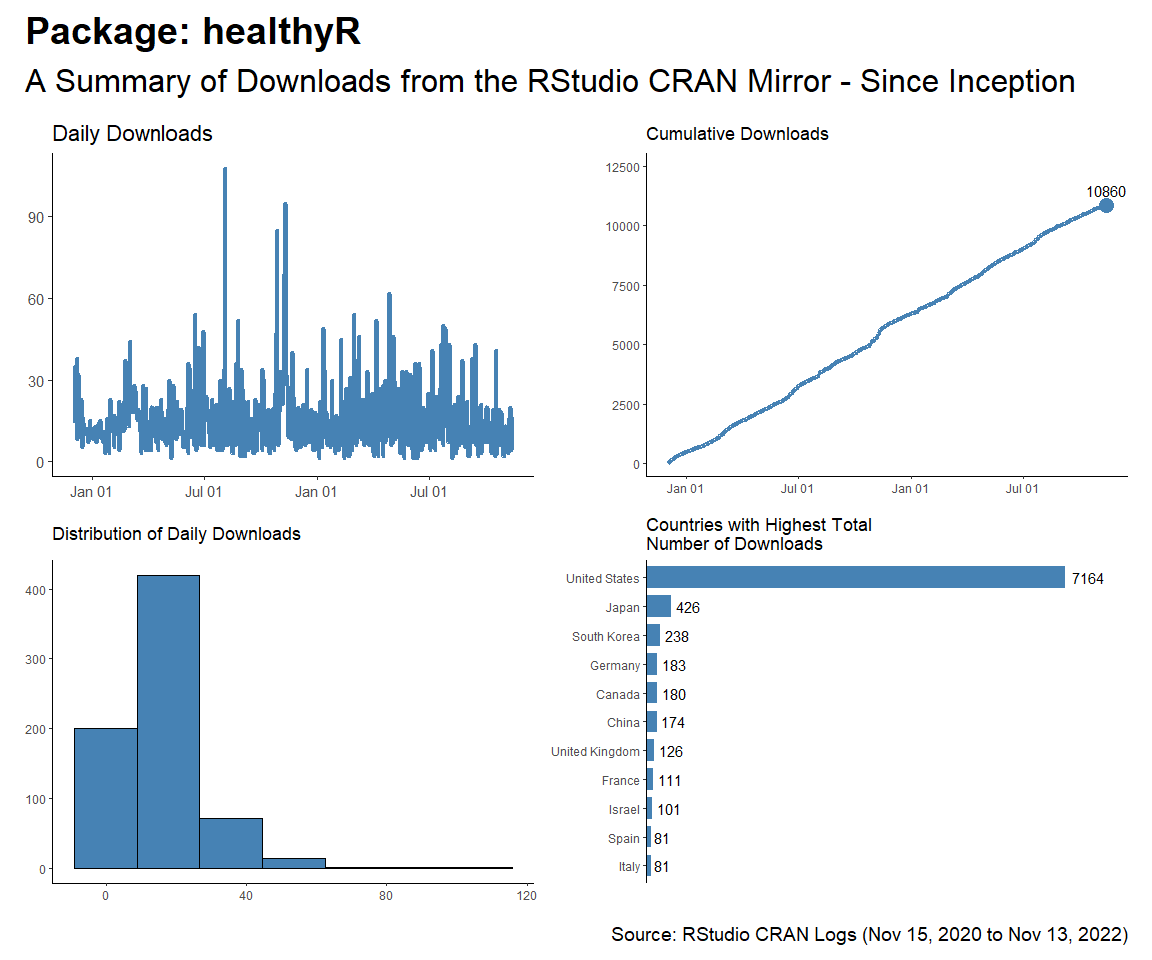 Package: healthyR
A Summary of Downloads from the RStudio CRAN Mirror - Since Inception
Daily Downloads
90
60
30
0
Jan 01
Jul 01
Jan 01
Jul 01
Cumulative Downloads
12500
10000
7500
5000
2500
0
10860
Jan 01
Jul 01
Jan 01
Jul 01
Distribution of Daily Downloads
400
300
200
100
0
0
40
80
120
Countries with Highest Total
Number of Downloads
United States 7164
Japan 426
South Korea 238
Germany 183
Canada 180
China 174
United Kingdom 126
France 111
Israel 101
Spain 81
Italy 81
Source: RStudio CRAN Logs (Nov 15, 2020 to Nov 13, 2022)